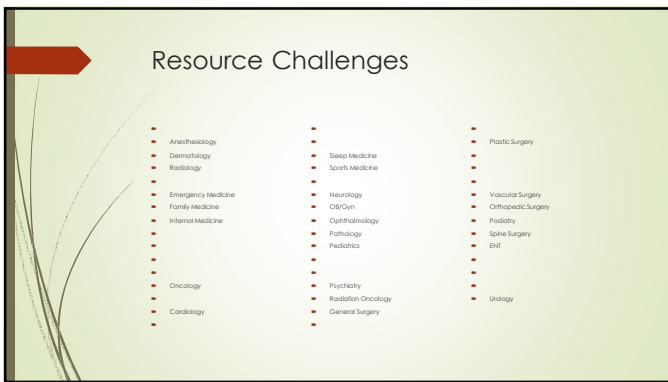 Resource Challenges
Anesthesiology
Dermatology
Radiology
Emergency Medicine
Family Medicine
Internal Medicine
Oncology
Cardiology
Sleep Medicine
Sports Medicine
Neurology
OB/Gyn
Ophthalmology
Pathology
Pediatrics
Psychiatry
Radiation Oncology
General Surgery
Plastic Surgery
Vascular Surgery
Orthopedic Surgery
Podiatry
Spine Surgery
ENT
Urology